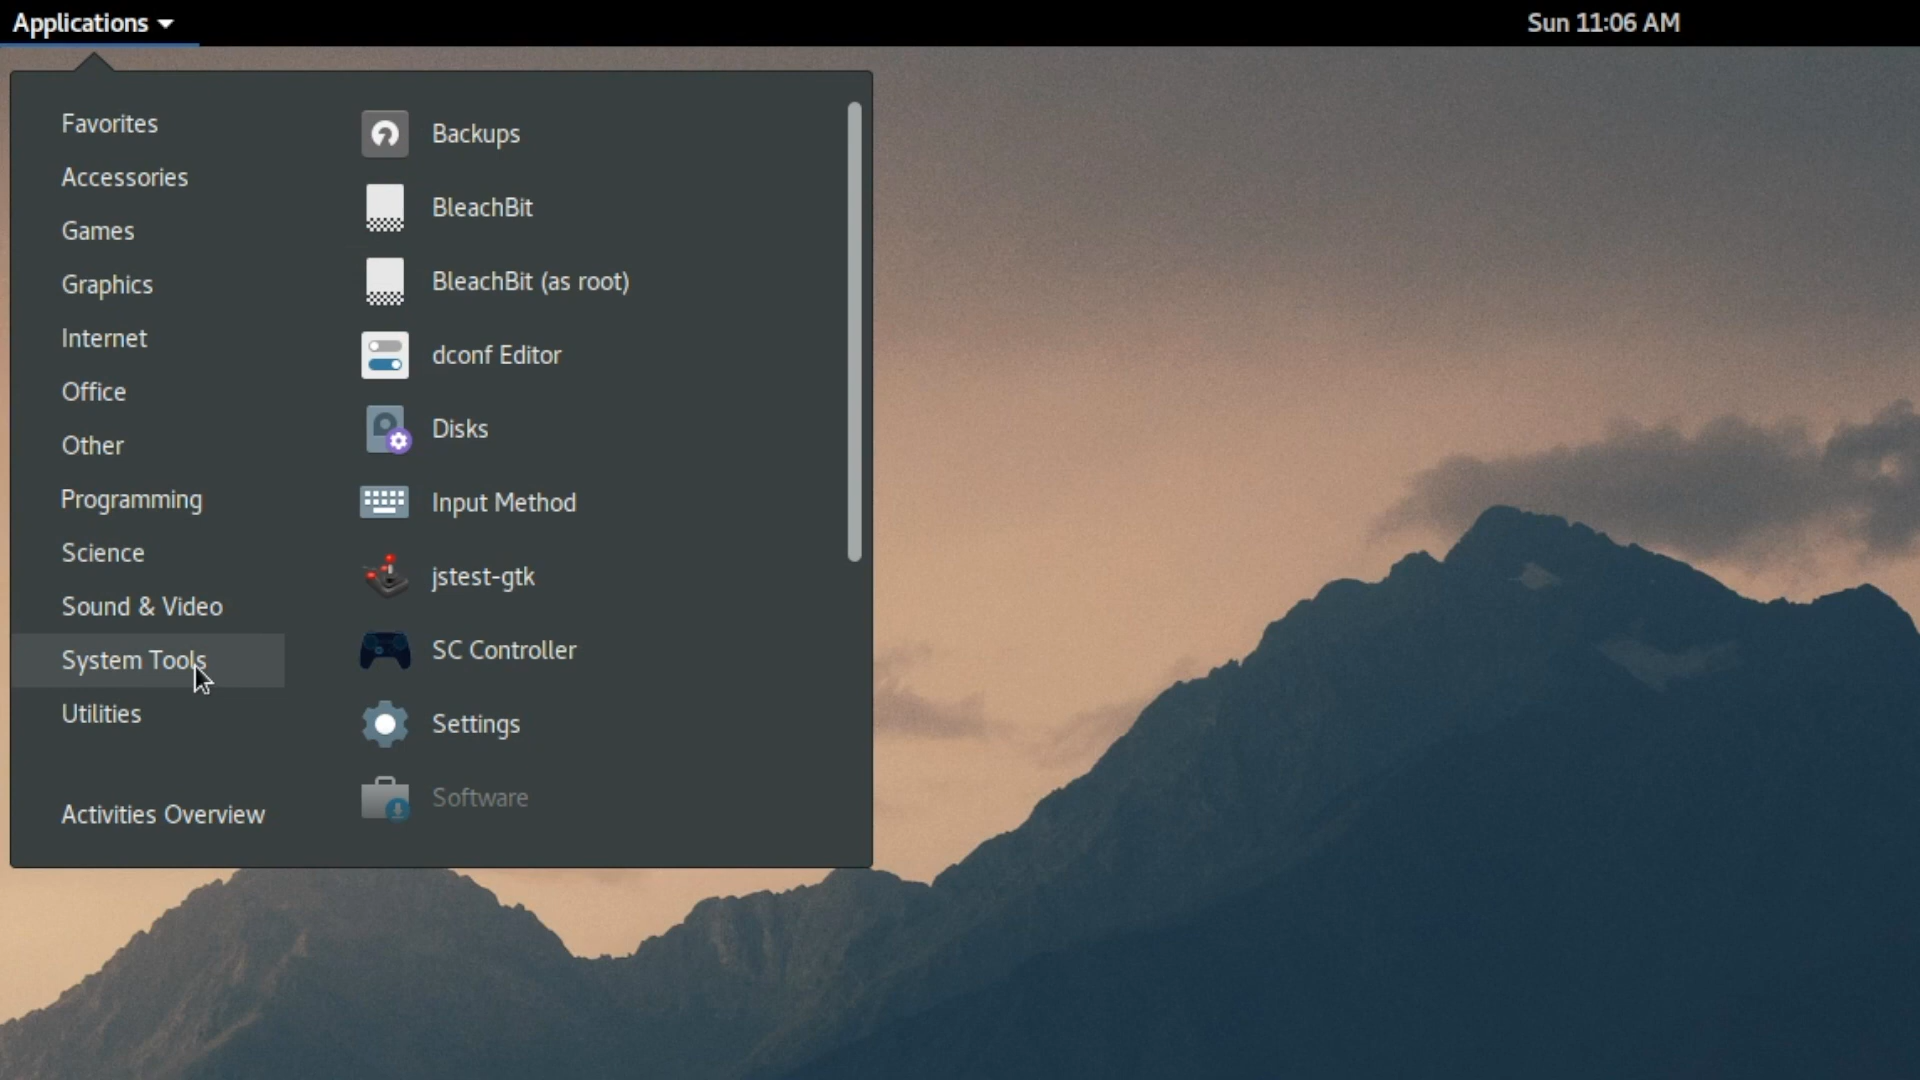 Applications
Sun 11:06 AM
Favorites
Accessories
Games
Graphics
Internet
Office
Other
Programming
Science
Sound & Video
System Tools
Utilities
Activities Overview
Backups
BleachBit
BleachBit (as root)
dconf Editor
Disks
Input Method
jstest-gtk
SC Controller
Settings
Software